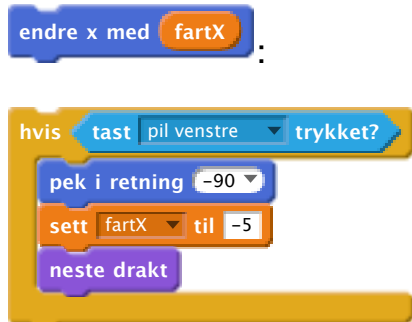 endre x med fartX :
hvis tast pil venstre trykket?
pek i retning -90
sett fartX til -5
neste drakt